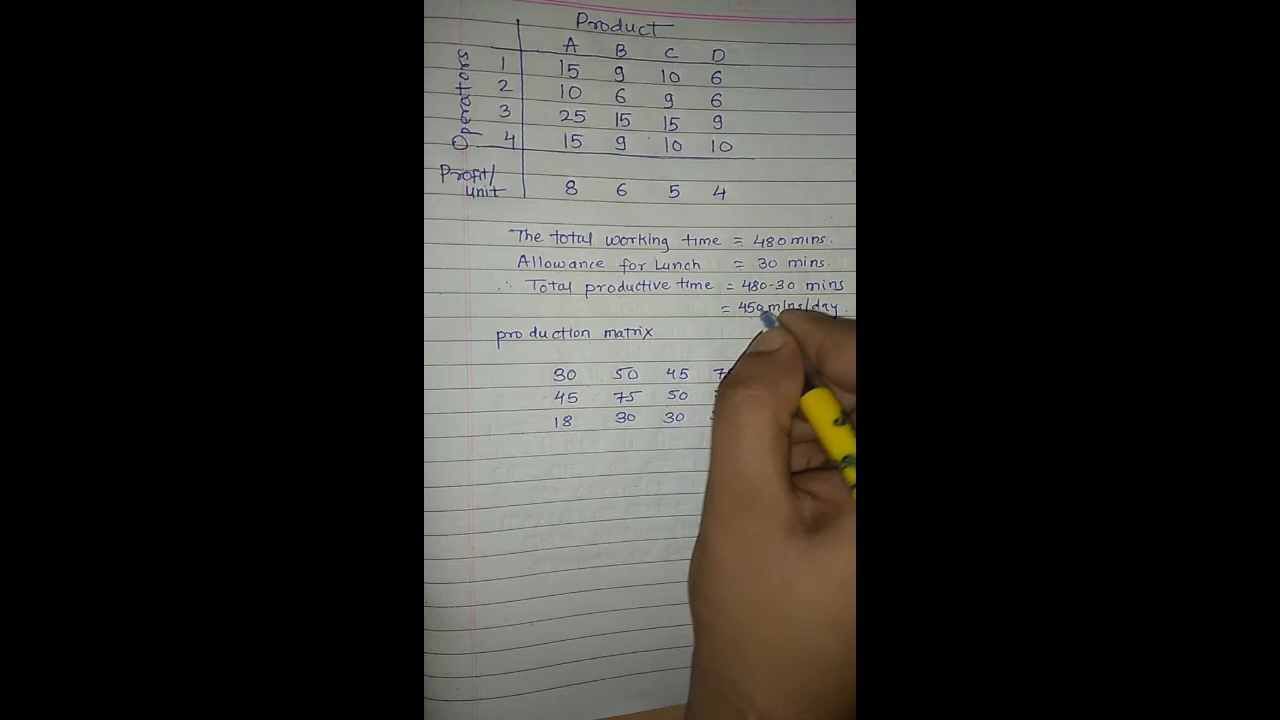 Product
A B C D
Operators
1 15 9 10 6
2 10 6 9 6
3 25 15 15 9
4 15 9 10 10
Profit/
unit 8 6 5 4
The total working time = 480 mins.
Allowance for Lunch = 30 mins.
∴ Total productive time = 480-30 mins
= 450 mins/day.
production matrix
30 50 45
45 75 50
18 30 30